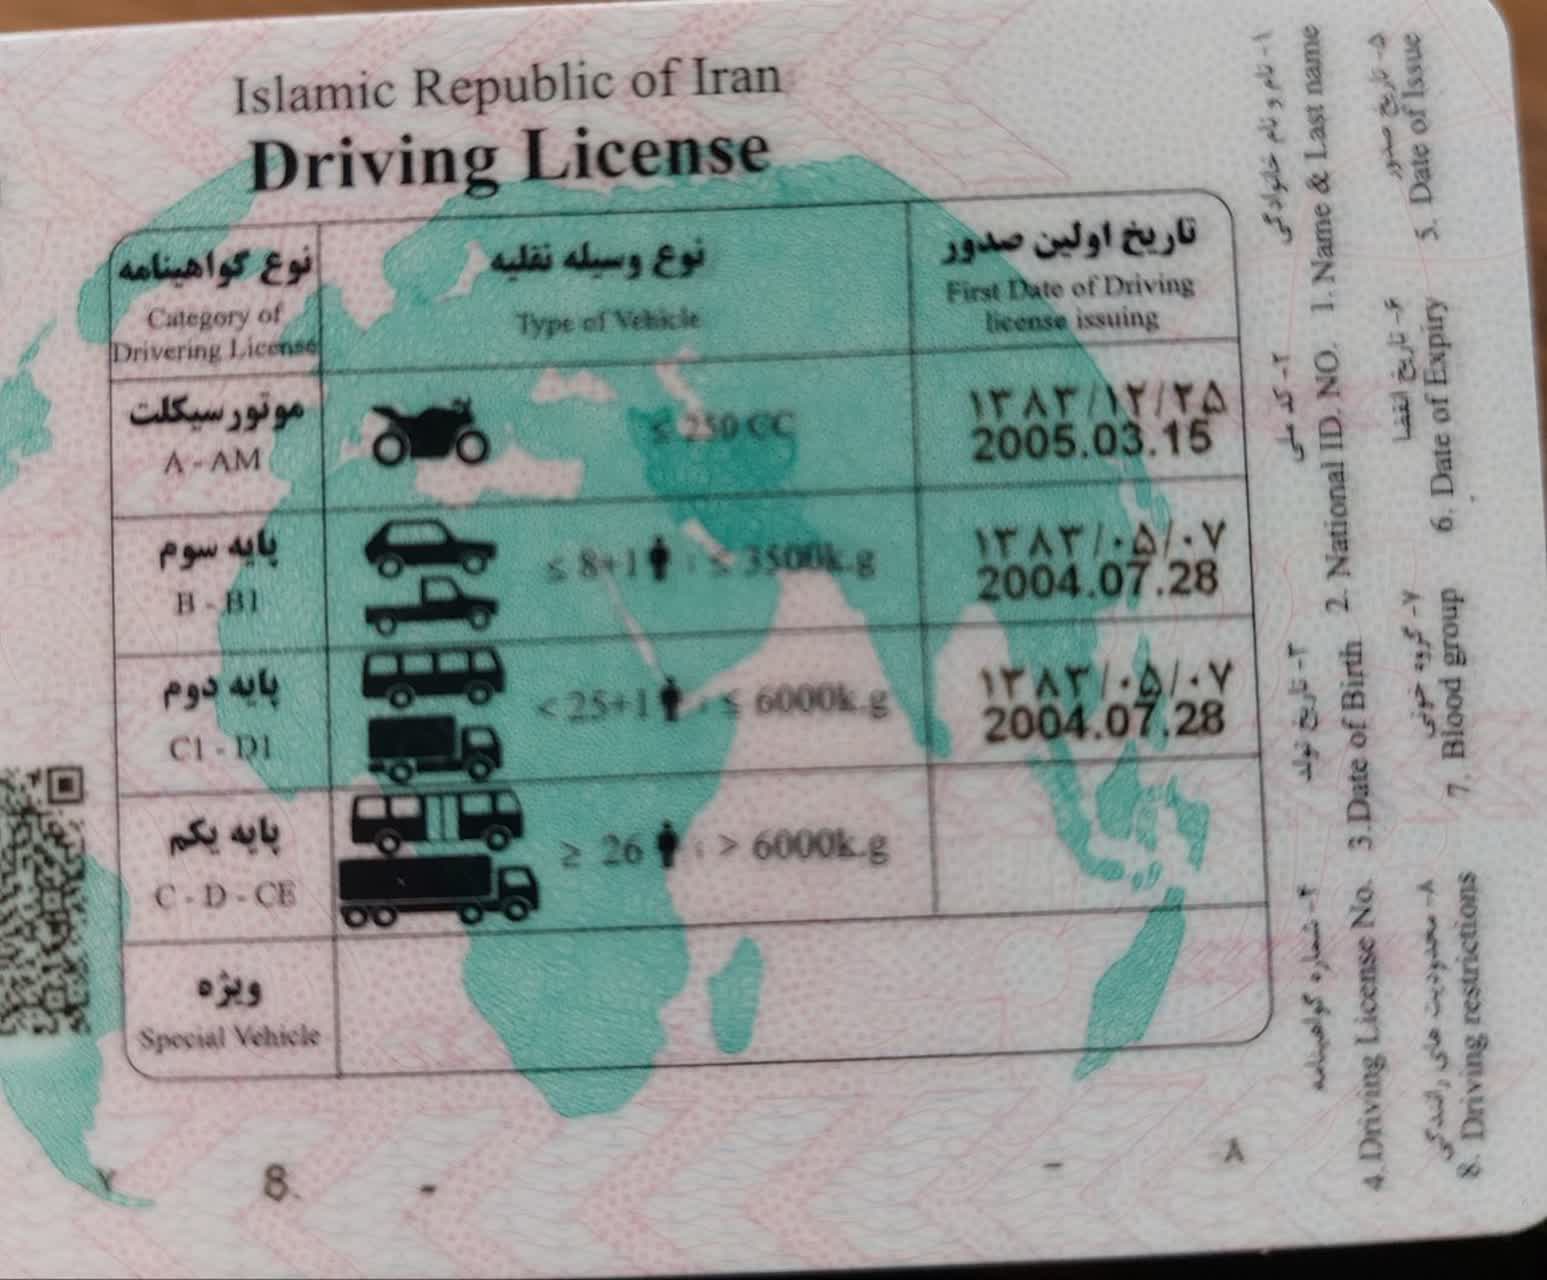 Islamic Republic of Iran
Driving License
نوع گواهینامه
Category of
Drivering License
نوع وسیله نقلیه
Type of Vehicle
تاریخ اولین صدور
First Date of Driving
license issuing
موتورسیکلت
A - AM
≤ 250 CC
۱۳۸۳/۱۲/۲۵
2005.03.15
پایه سوم
B - B1
≤ 8+1 : ≤ 3500k.g
۱۳۸۳/۰۵/۰۷
2004.07.28
پایه دوم
C1 - D1
< 25+1 : ≤ 6000k.g
۱۳۸۳/۰۵/۰۷
2004.07.28
پایه یکم
C - D - CE
≥ 26 : > 6000k.g
ویژه
Special Vehicle
8. -
- ۸
۱- نام و نام خانوادگی
1. Name & Last name
۲- کد ملی
2. National ID. NO.
۳- تاریخ تولد
3.Date of Birth
۴- شماره گواهینامه
4.Driving License No.
۵- تاریخ صدور
5. Date of Issue
۶- تاریخ انقضا
6. Date of Expiry
۷- گروه خونی
7. Blood group
۸- محدودیت های رانندگی
8. Driving restrictions